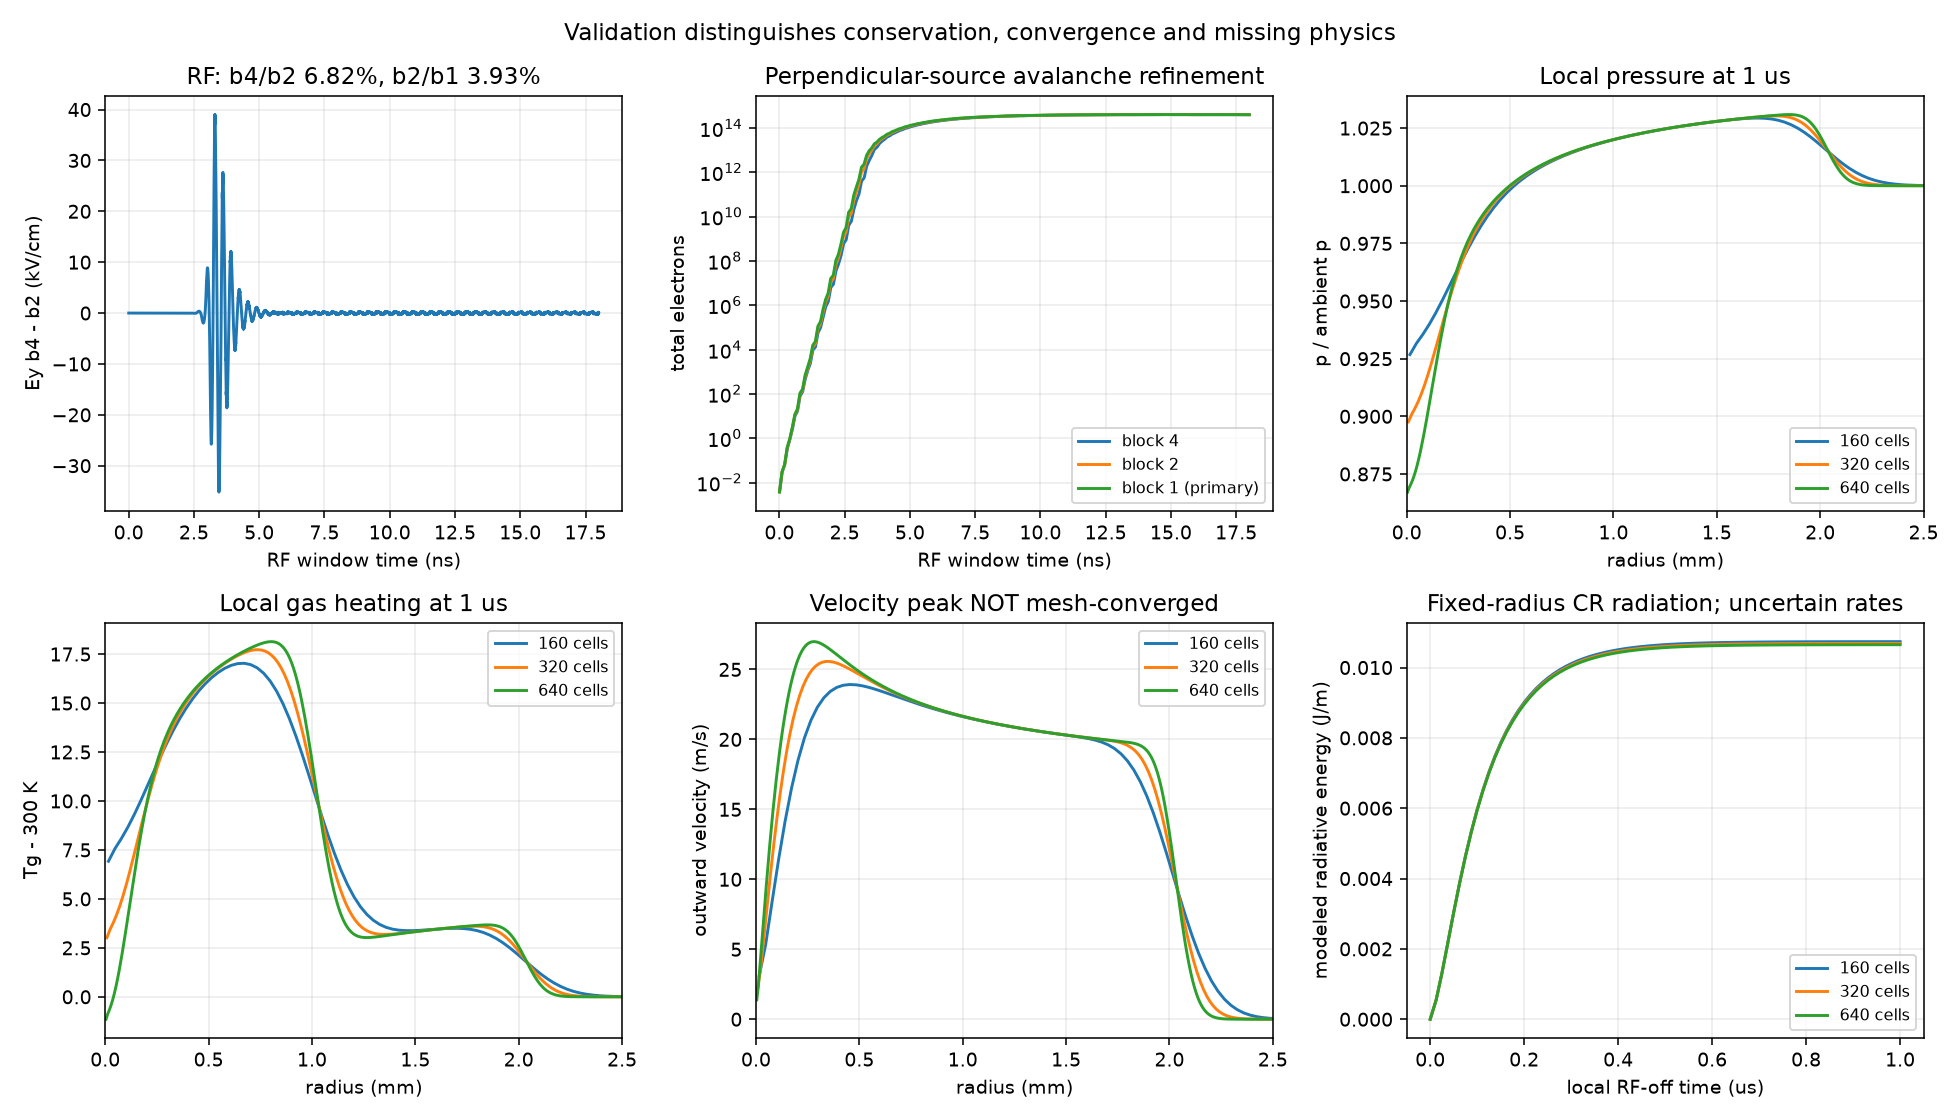 Validation distinguishes conservation, convergence and missing physics
RF: b4/b2 6.82%, b2/b1 3.93%
Ey b4 - b2 (kV/cm)
40
30
20
10
0
−10
−20
−30
0.0 2.5 5.0 7.5 10.0 12.5 15.0 17.5
RF window time (ns)
Perpendicular-source avalanche refinement
total electrons
10^14
10^12
10^10
10^8
10^6
10^4
10^2
10^0
10^−2
block 4
block 2
block 1 (primary)
0.0 2.5 5.0 7.5 10.0 12.5 15.0 17.5
RF window time (ns)
Local pressure at 1 us
p / ambient p
1.025
1.000
0.975
0.950
0.925
0.900
0.875
160 cells
320 cells
640 cells
0.0 0.5 1.0 1.5 2.0 2.5
radius (mm)
Local gas heating at 1 us
Tg - 300 K
17.5
15.0
12.5
10.0
7.5
5.0
2.5
0.0
160 cells
320 cells
640 cells
0.0 0.5 1.0 1.5 2.0 2.5
radius (mm)
Velocity peak NOT mesh-converged
outward velocity (m/s)
25
20
15
10
5
0
160 cells
320 cells
640 cells
0.0 0.5 1.0 1.5 2.0 2.5
radius (mm)
Fixed-radius CR radiation; uncertain rates
modeled radiative energy (J/m)
0.010
0.008
0.006
0.004
0.002
0.000
160 cells
320 cells
640 cells
0.0 0.2 0.4 0.6 0.8 1.0
local RF-off time (us)